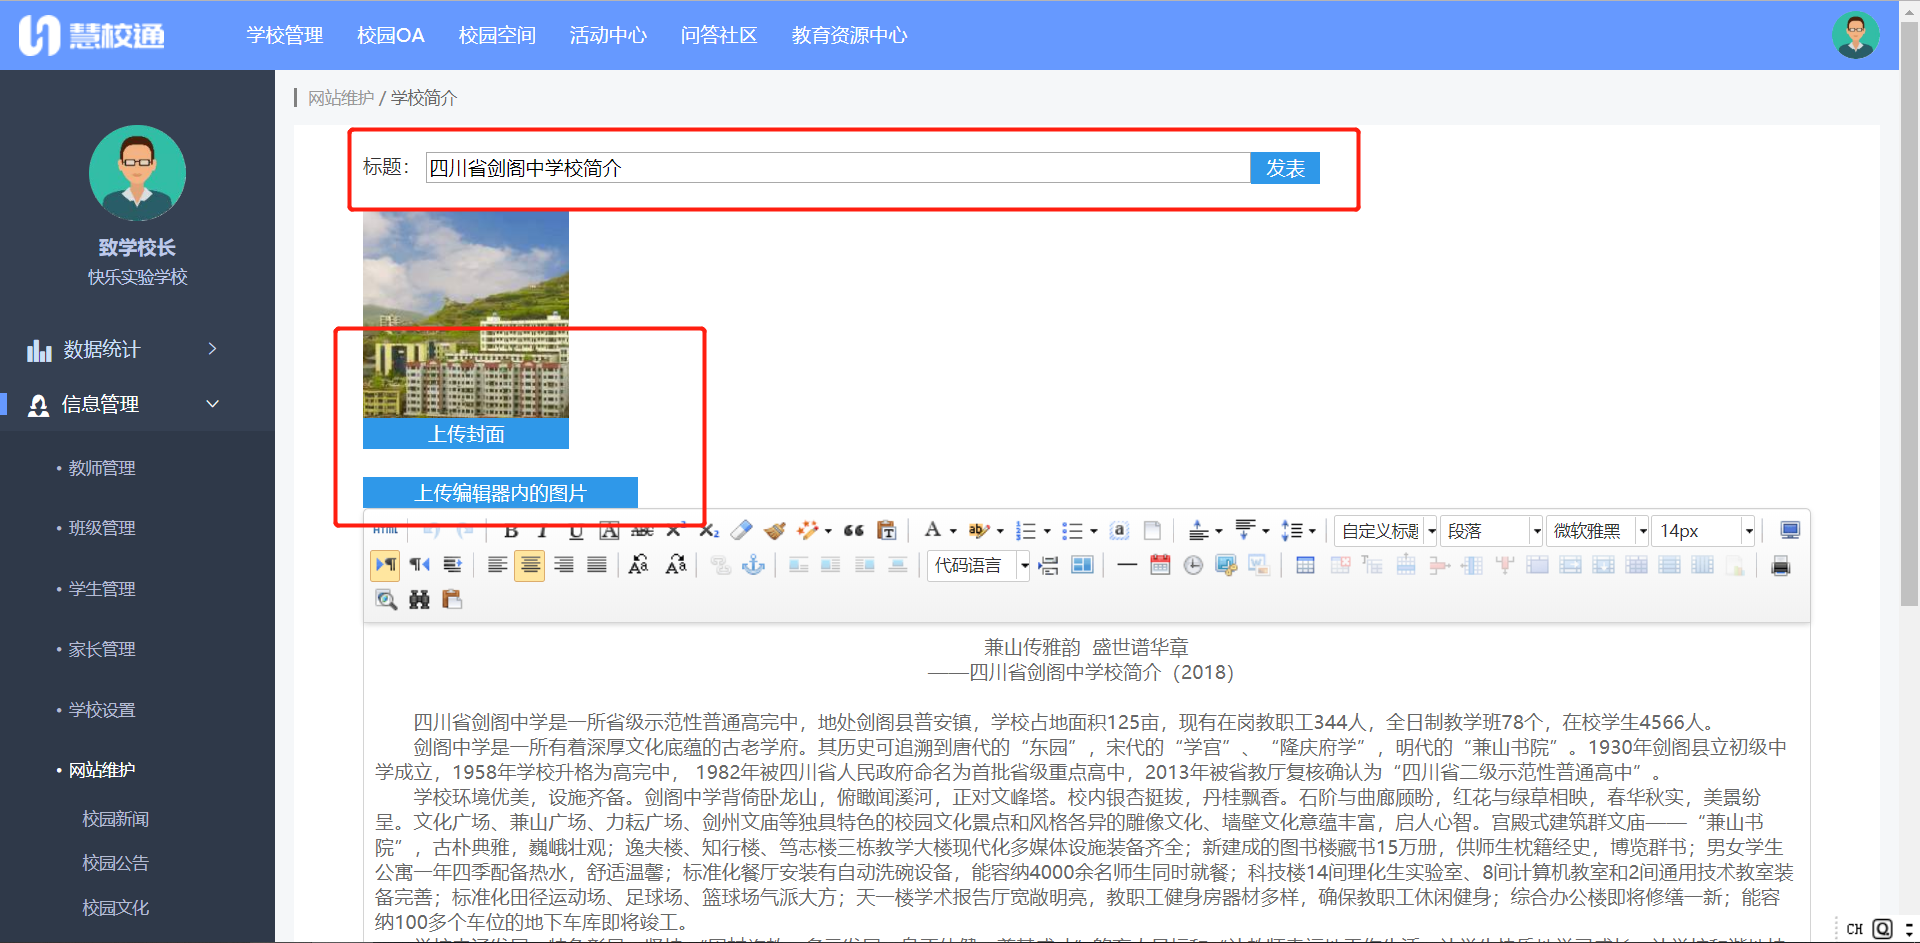 慧校通
学校管理 校园OA 校园空间 活动中心 问答社区 教育资源中心
网站维护 / 学校简介
致学校长
快乐实验学校
数据统计
信息管理
• 教师管理
• 班级管理
• 学生管理
• 家长管理
• 学校设置
• 网站维护
校园新闻
校园公告
校园文化
标题： 四川省剑阁中学校简介 发表
上传封面
上传编辑器内的图片
HTML B I U A ABC X² X₂ A ab a 自定义标题 段落 微软雅黑 14px
代码语言
兼山传雅韵 盛世谱华章
——四川省剑阁中学校简介（2018）
四川省剑阁中学是一所省级示范性普通高完中，地处剑阁县普安镇，学校占地面积125亩，现有在岗教职工344人，全日制教学班78个，在校学生4566人。
剑阁中学是一所有着深厚文化底蕴的古老学府。其历史可追溯到唐代的“东园”，宋代的“学宫”、“隆庆府学”，明代的“兼山书院”。1930年剑阁县立初级中
学成立，1958年学校升格为高完中， 1982年被四川省人民政府命名为首批省级重点高中，2013年被省教厅复核确认为“四川省二级示范性普通高中”。
学校环境优美，设施齐备。剑阁中学背倚卧龙山，俯瞰闻溪河，正对文峰塔。校内银杏挺拔，丹桂飘香。石阶与曲廊顾盼，红花与绿草相映，春华秋实，美景纷
呈。文化广场、兼山广场、力耘广场、剑州文庙等独具特色的校园文化景点和风格各异的雕像文化、墙壁文化意蕴丰富，启人心智。宫殿式建筑群文庙——“兼山书
院”，古朴典雅，巍峨壮观；逸夫楼、知行楼、笃志楼三栋教学大楼现代化多媒体设施装备齐全；新建成的图书楼藏书15万册，供师生枕籍经史，博览群书；男女学生
公寓一年四季配备热水，舒适温馨；标准化餐厅安装有自动洗碗设备，能容纳4000余名师生同时就餐；科技楼14间理化生实验室、8间计算机教室和2间通用技术教室装
备完善；标准化田径运动场、足球场、篮球场气派大方；天一楼学术报告厅宽敞明亮，教职工健身房器材多样，确保教职工休闲健身；综合办公楼即将修缮一新；能容
纳100多个车位的地下车库即将竣工。
CH